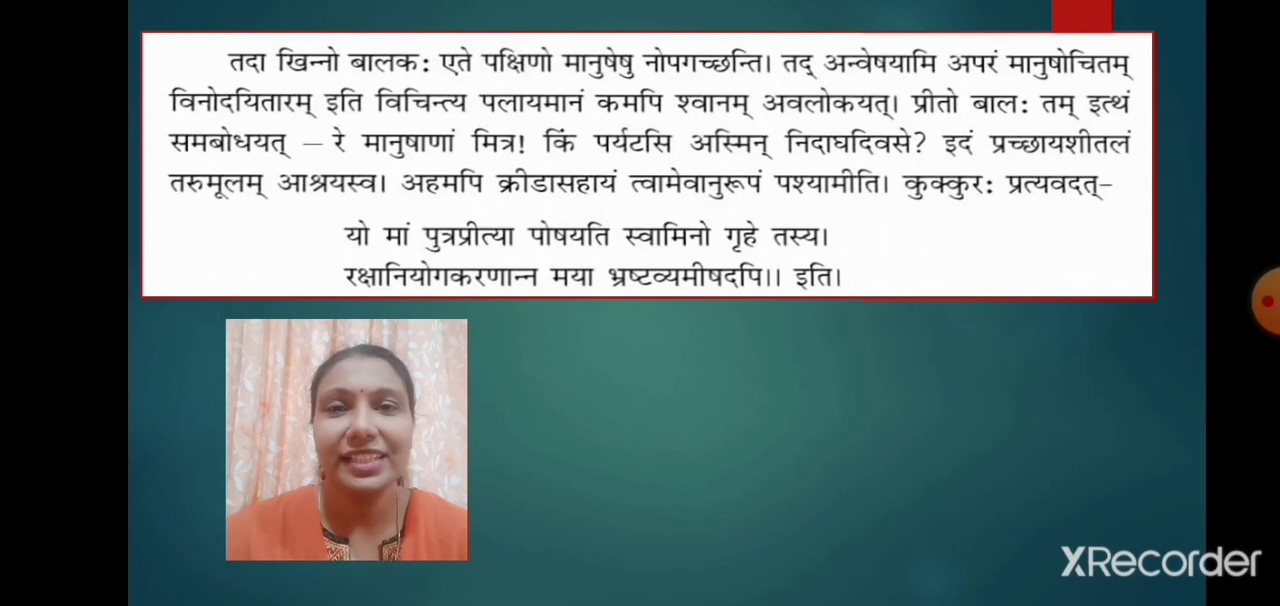 तदा खिन्नो बालकः एते पक्षिणो मानुषेषु नोपगच्छन्ति। तद् अन्वेषयामि अपरं मानुषोचितम्
विनोदयितारम् इति विचिन्त्य पलायमानं कमपि श्वानम् अवलोकयत्। प्रीतो बालः तम् इत्थं
समबोधयत् – रे मानुषाणां मित्र! किं पर्यटसि अस्मिन् निदाघदिवसे? इदं प्रच्छायशीतलं
तरुमूलम् आश्रयस्व। अहमपि क्रीडासहायं त्वामेवानुरूपं पश्यामीति। कुक्कुरः प्रत्यवदत्–
यो मां पुत्रप्रीत्या पोषयति स्वामिनो गृहे तस्य।
रक्षानियोगकरणान्न मया भ्रष्टव्यमीषदपि।। इति।
XRecorder